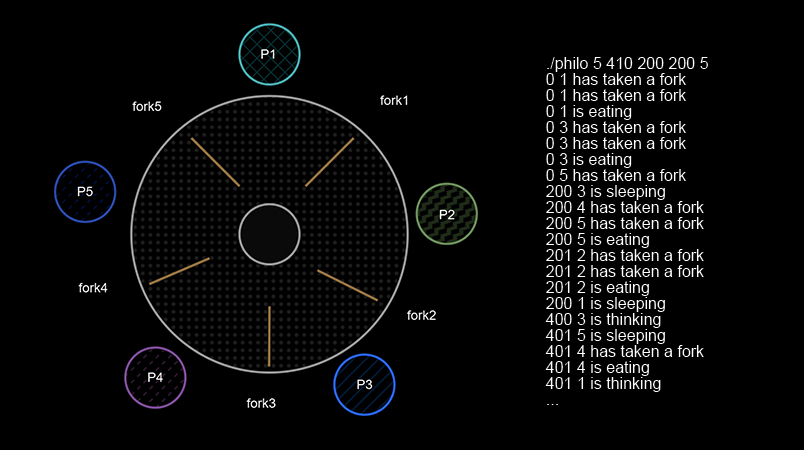 P1
fork5
fork1
P5
P2
fork4
fork2
P4
P3
fork3
./philo 5 410 200 200 5
0 1 has taken a fork
0 1 has taken a fork
0 1 is eating
0 3 has taken a fork
0 3 has taken a fork
0 3 is eating
0 5 has taken a fork
200 3 is sleeping
200 4 has taken a fork
200 5 has taken a fork
200 5 is eating
201 2 has taken a fork
201 2 has taken a fork
201 2 is eating
200 1 is sleeping
400 3 is thinking
401 5 is sleeping
401 4 has taken a fork
401 4 is eating
401 1 is thinking
...